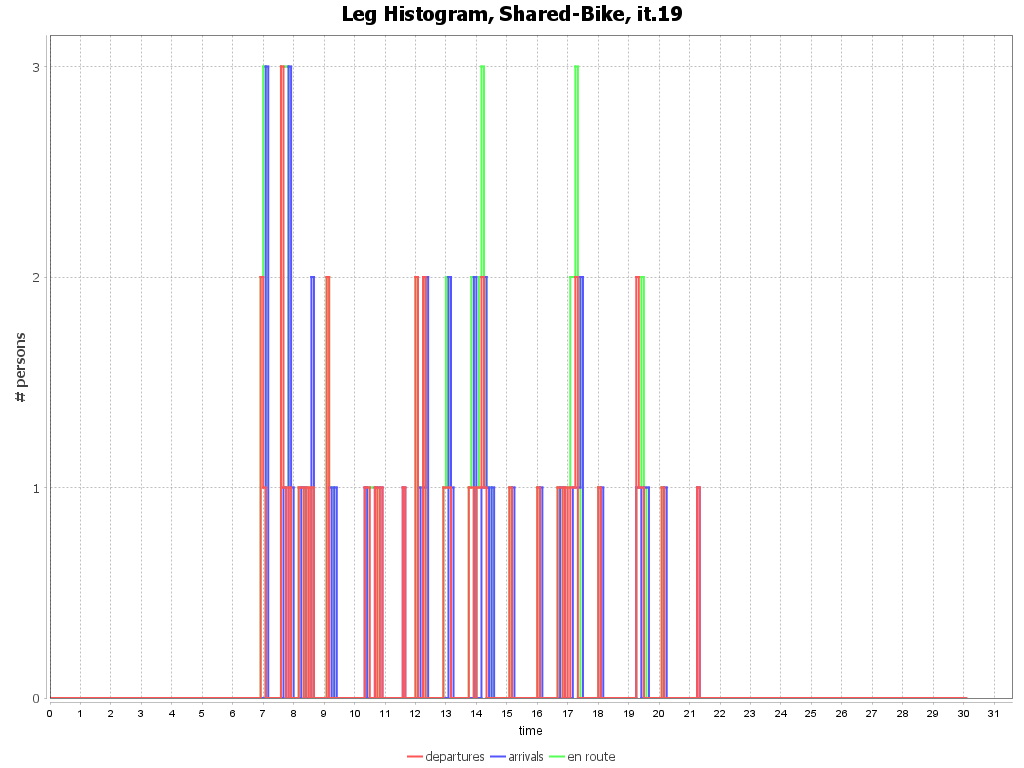 Leg Histogram, Shared-Bike, it.19
3
2
1
0
# persons
0 1 2 3 4 5 6 7 8 9 10 11 12 13 14 15 16 17 18 19 20 21 22 23 24 25 26 27 28 29 30 31
time
departures arrivals en route